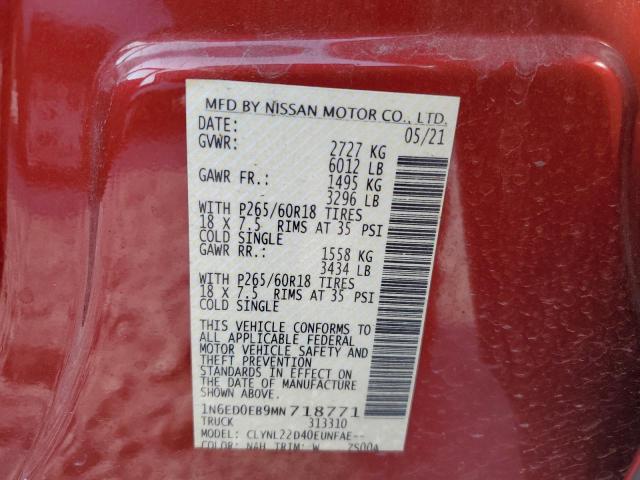 MFD BY NISSAN MOTOR CO., LTD.
DATE: 05/21
GVWR: 2727 KG
6012 LB
GAWR FR.: 1495 KG
3296 LB
WITH P265/60R18 TIRES
18 X 7.5 RIMS AT 35 PSI
COLD SINGLE
GAWR RR.: 1558 KG
3434 LB
WITH P265/60R18 TIRES
18 X 7.5 RIMS AT 35 PSI
COLD SINGLE
THIS VEHICLE CONFORMS TO
ALL APPLICABLE FEDERAL
MOTOR VEHICLE SAFETY AND
THEFT PREVENTION
STANDARDS IN EFFECT ON
THE DATE OF MANUFACTURE
SHOWN ABOVE.
1N6ED0EB9MN718771
TRUCK 313310
MODEL: CLYNL22D40EUNFAE--
COLOR: NAH TRIM: W 2S00A